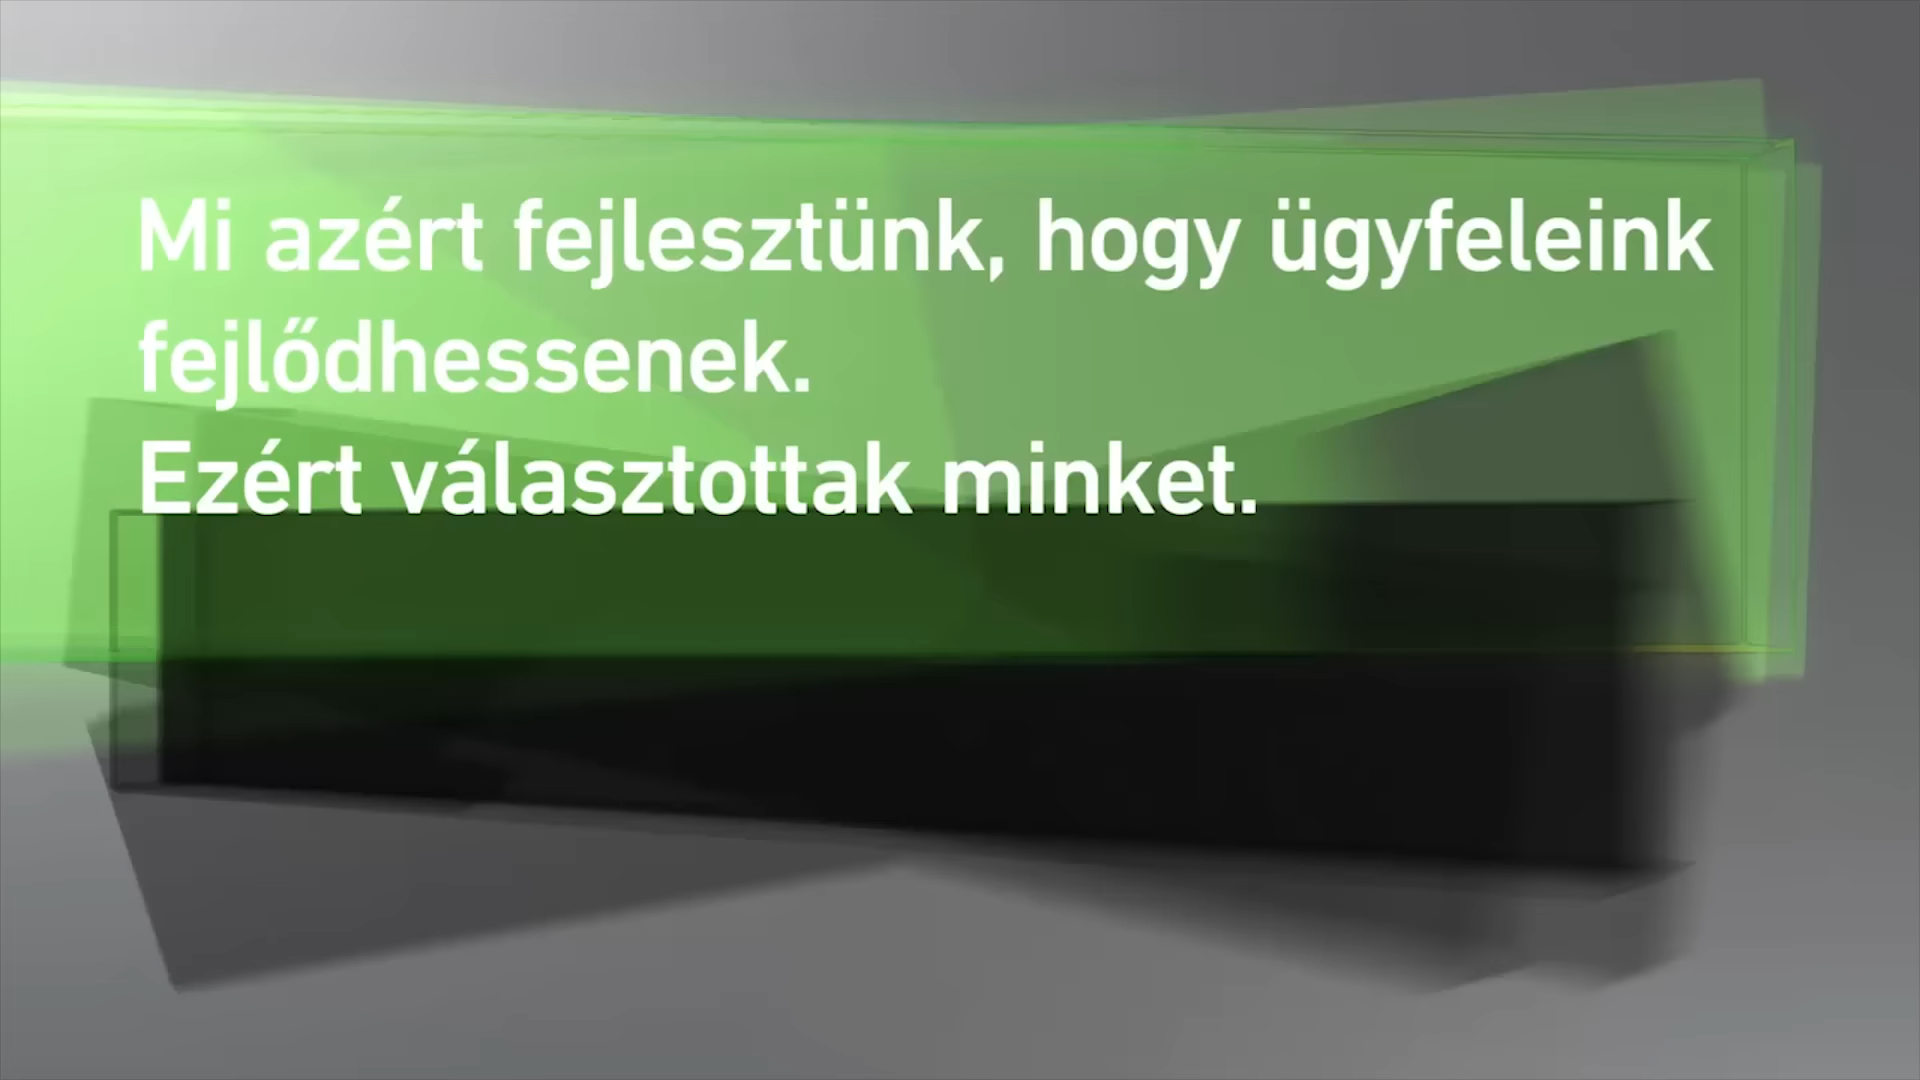 Mi azért fejlesztünk, hogy ügyfeleink
fejlődhessenek.
Ezért választottak minket.